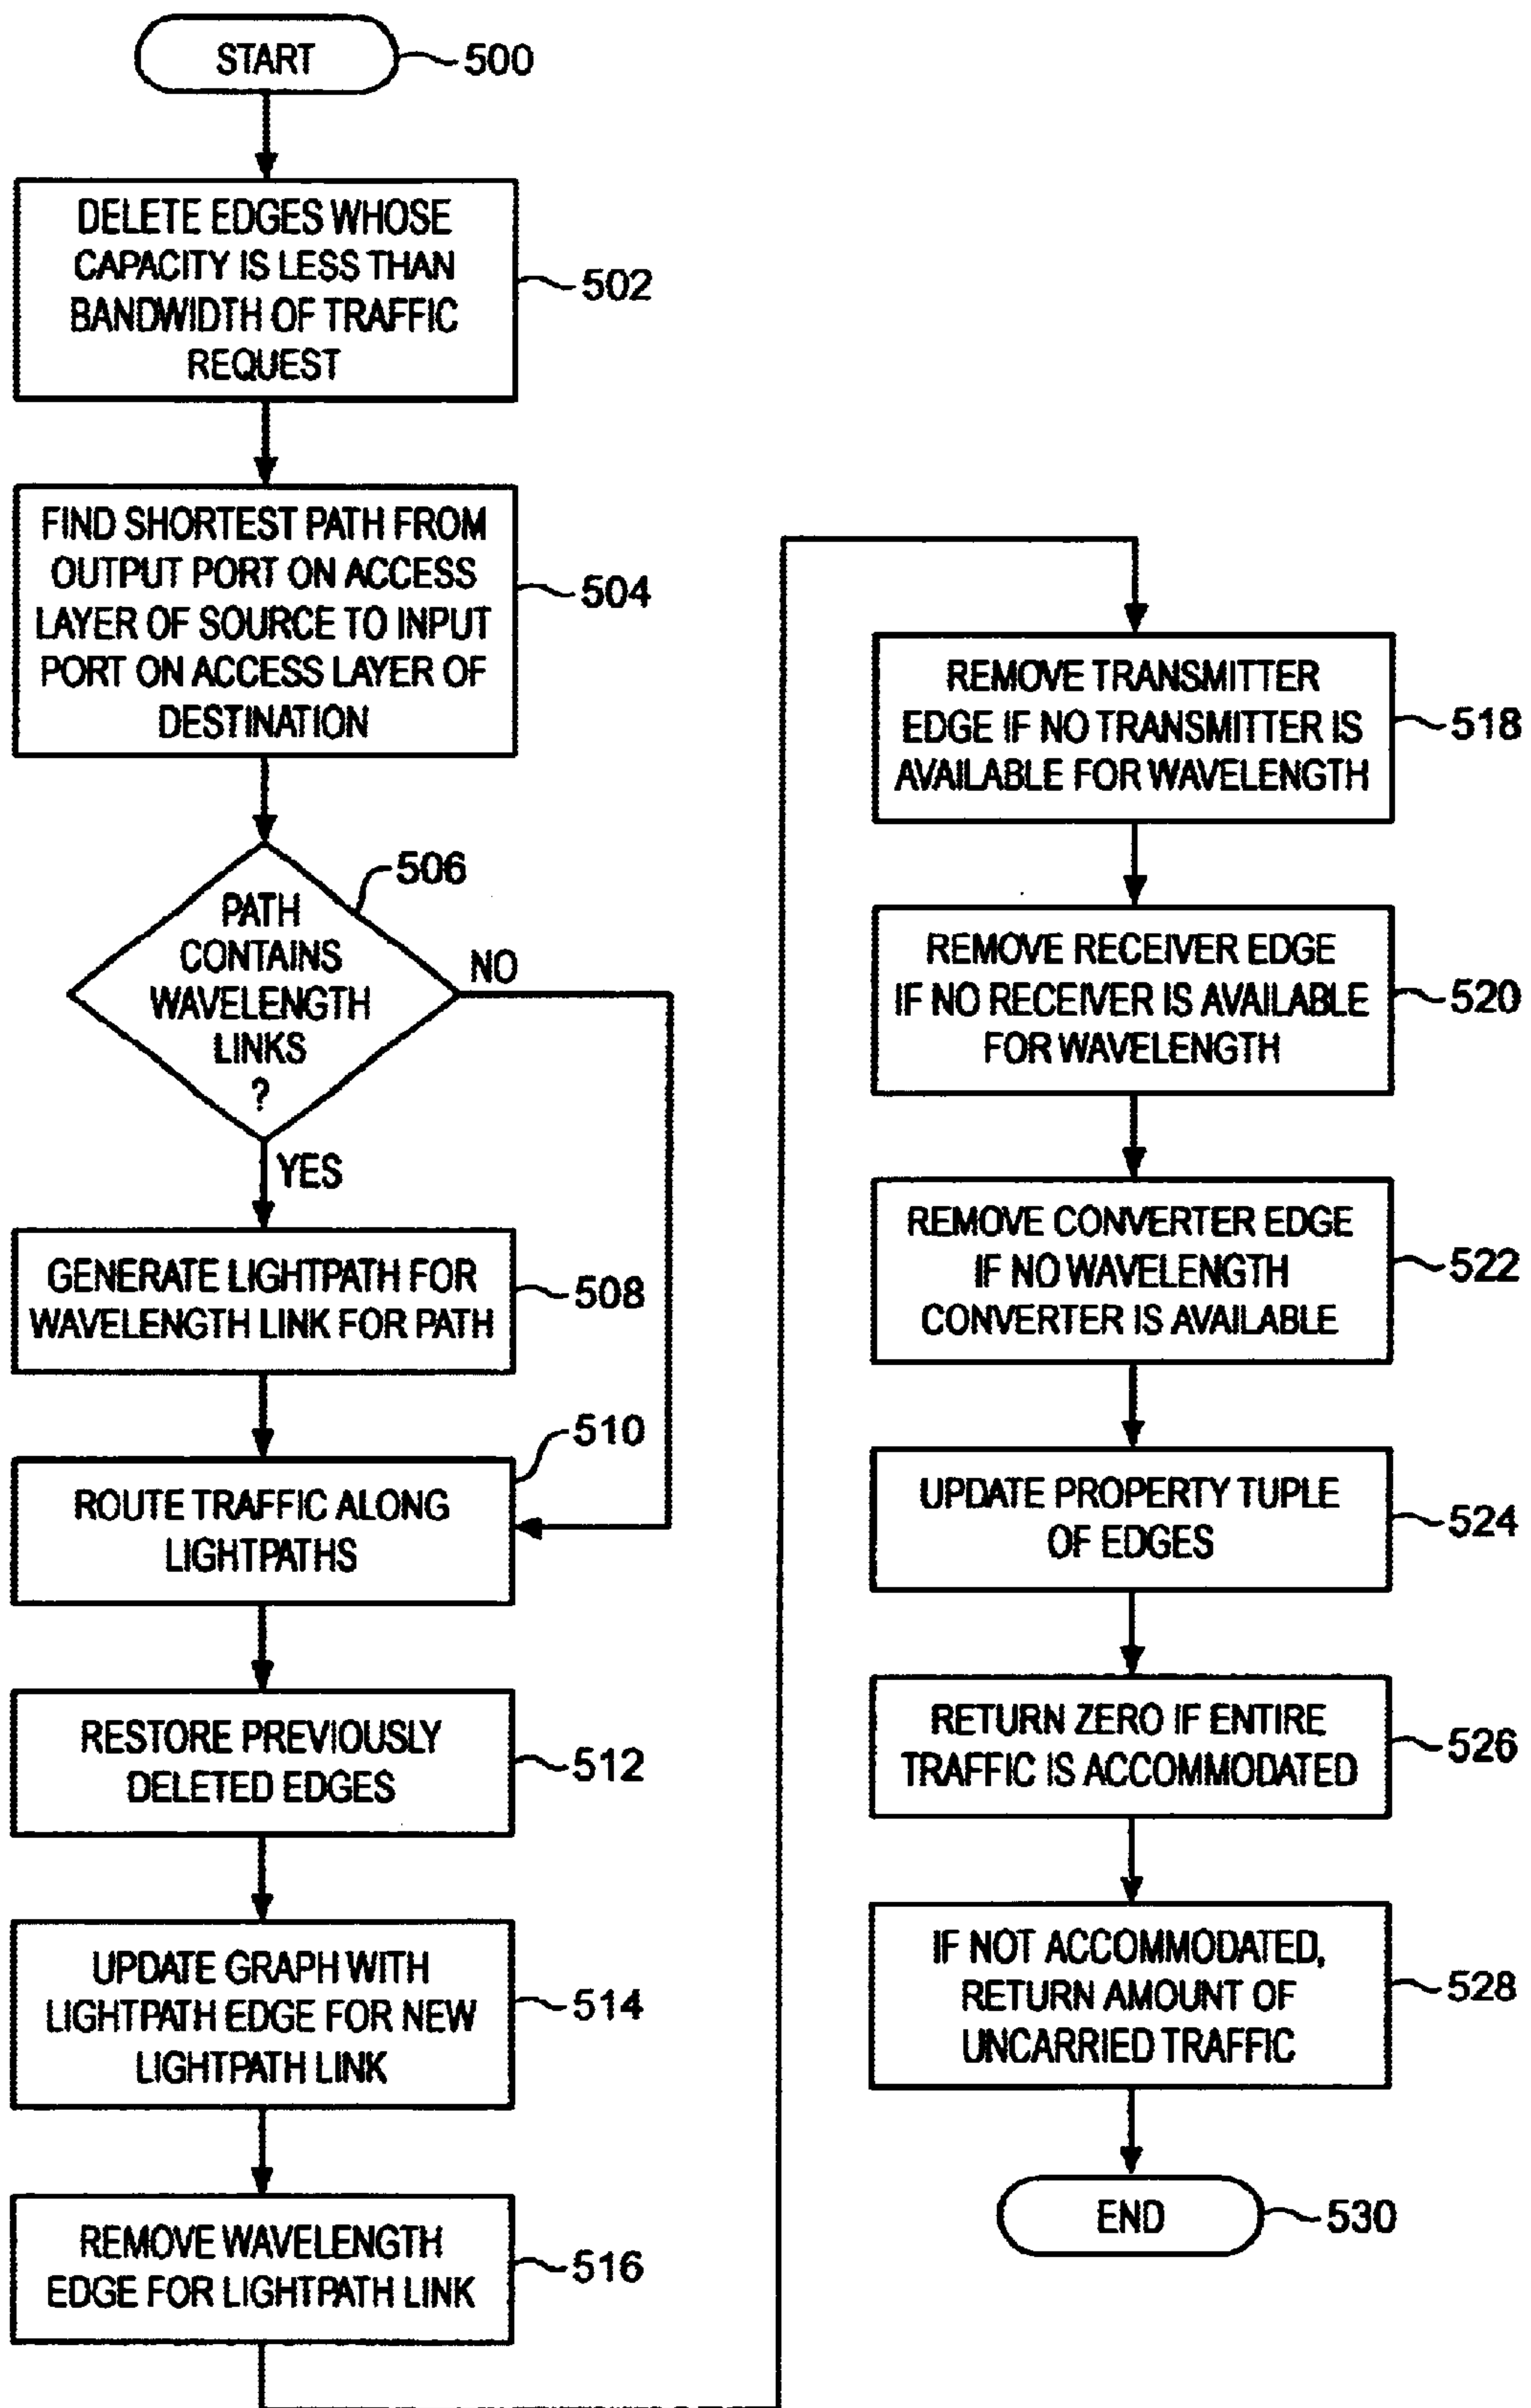 START
500
DELETE EDGES WHOSE
CAPACITY IS LESS THAN
BANDWIDTH OF TRAFFIC
REQUEST
502
FIND SHORTEST PATH FROM
OUTPUT PORT ON ACCESS
LAYER OF SOURCE TO INPUT
PORT ON ACCESS LAYER OF
DESTINATION
504
PATH
CONTAINS
WAVELENGTH
LINKS
?
506
NO
YES
GENERATE LIGHTPATH FOR
WAVELENGTH LINK FOR PATH
508
ROUTE TRAFFIC ALONG
LIGHTPATHS
510
RESTORE PREVIOUSLY
DELETED EDGES
512
UPDATE GRAPH WITH
LIGHTPATH EDGE FOR NEW
LIGHTPATH LINK
514
REMOVE WAVELENGTH
EDGE FOR LIGHTPATH LINK
516
REMOVE TRANSMITTER
EDGE IF NO TRANSMITTER IS
AVAILABLE FOR WAVELENGTH
518
REMOVE RECEIVER EDGE
IF NO RECEIVER IS AVAILABLE
FOR WAVELENGTH
520
REMOVE CONVERTER EDGE
IF NO WAVELENGTH
CONVERTER IS AVAILABLE
522
UPDATE PROPERTY TUPLE
OF EDGES
524
RETURN ZERO IF ENTIRE
TRAFFIC IS ACCOMMODATED
526
IF NOT ACCOMMODATED,
RETURN AMOUNT OF
UNCARRIED TRAFFIC
528
END
530